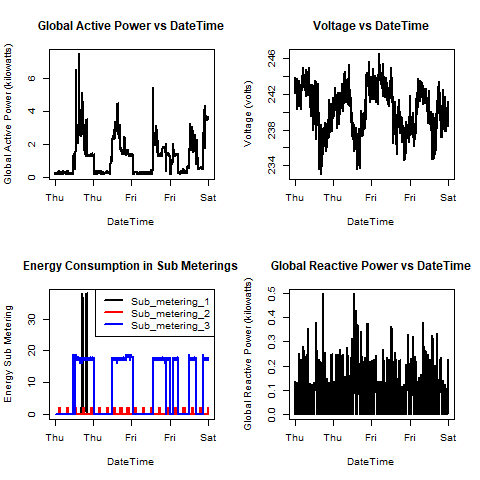 Global Active Power vs DateTime
Global Active Power (kilowatts)
6
4
2
0
Thu Thu Fri Fri Sat
DateTime
Voltage vs DateTime
Voltage (volts)
246
242
238
234
Thu Thu Fri Fri Sat
DateTime
Energy Consumption in Sub Meterings
Energy Sub Metering
30
20
10
0
Sub_metering_1
Sub_metering_2
Sub_metering_3
Thu Thu Fri Fri Sat
DateTime
Global Reactive Power vs DateTime
Global Reactive Power (kilowatts)
0.5
0.4
0.3
0.2
0.1
0.0
Thu Thu Fri Fri Sat
DateTime